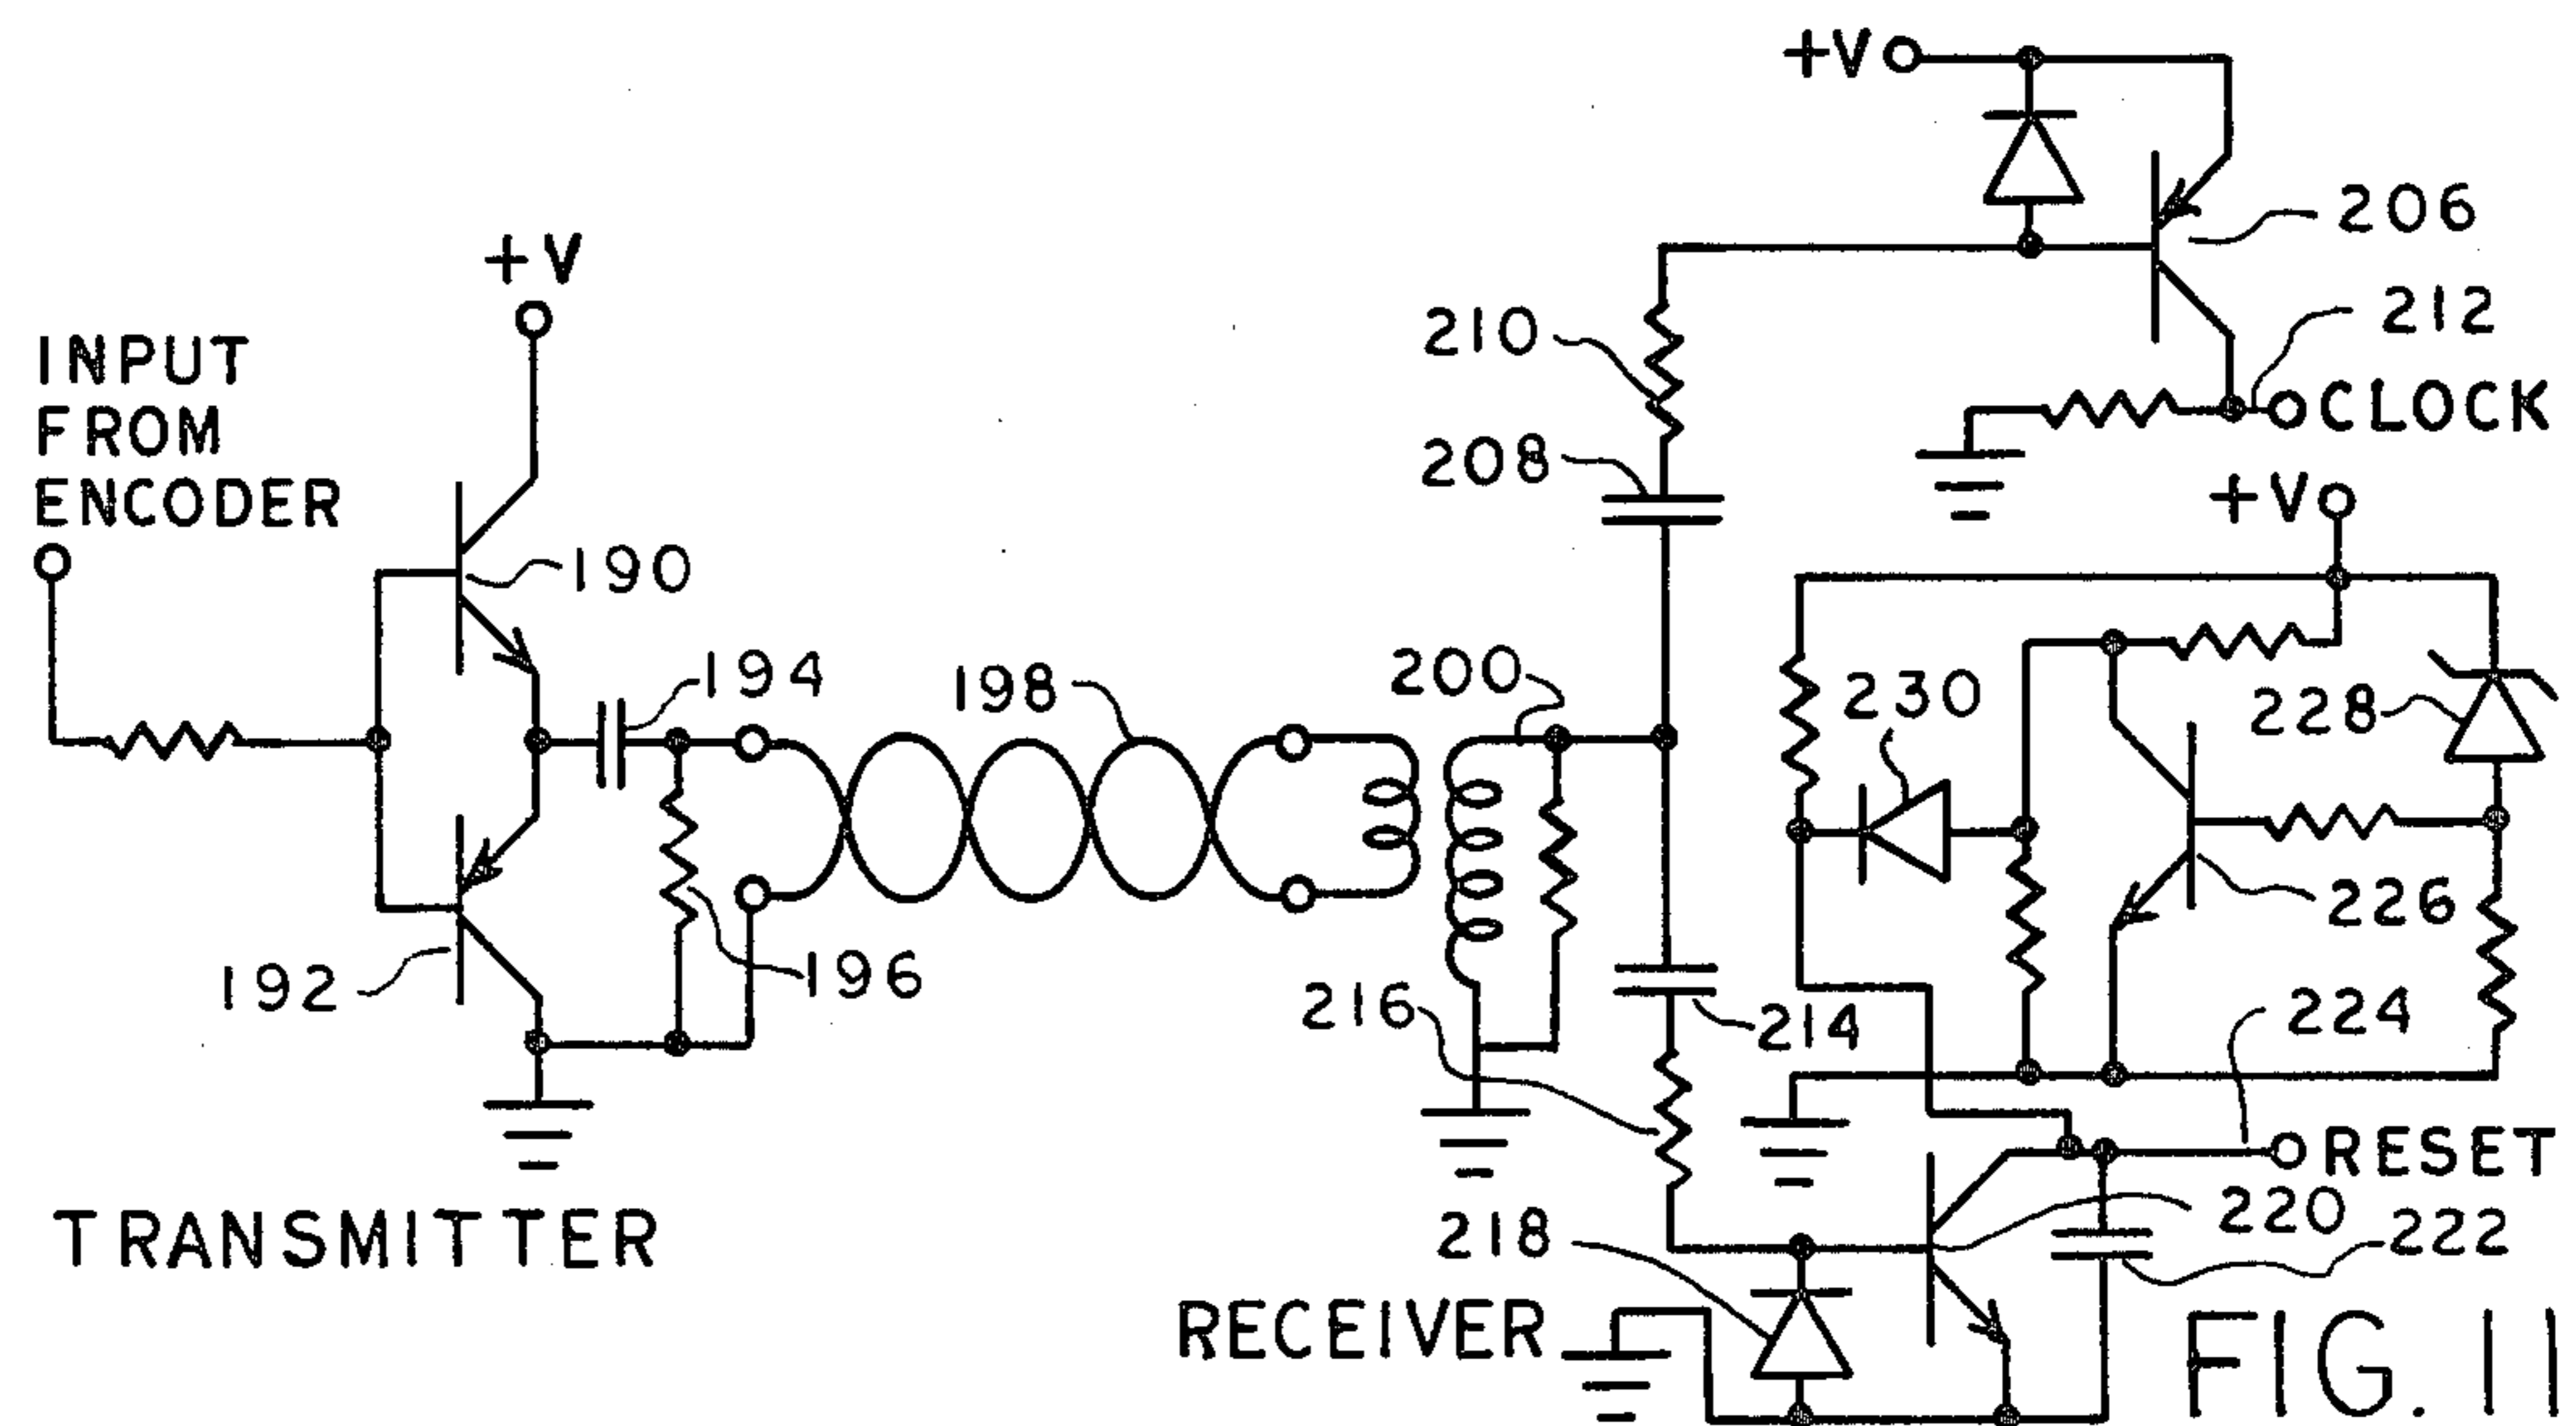 +V
206
212
CLOCK
210
208
+V
INPUT
FROM
ENCODER
+V
190
194
198
200
230
228
226
192
196
216
214
224
RESET
220
222
218
TRANSMITTER
RECEIVER
FIG. 11